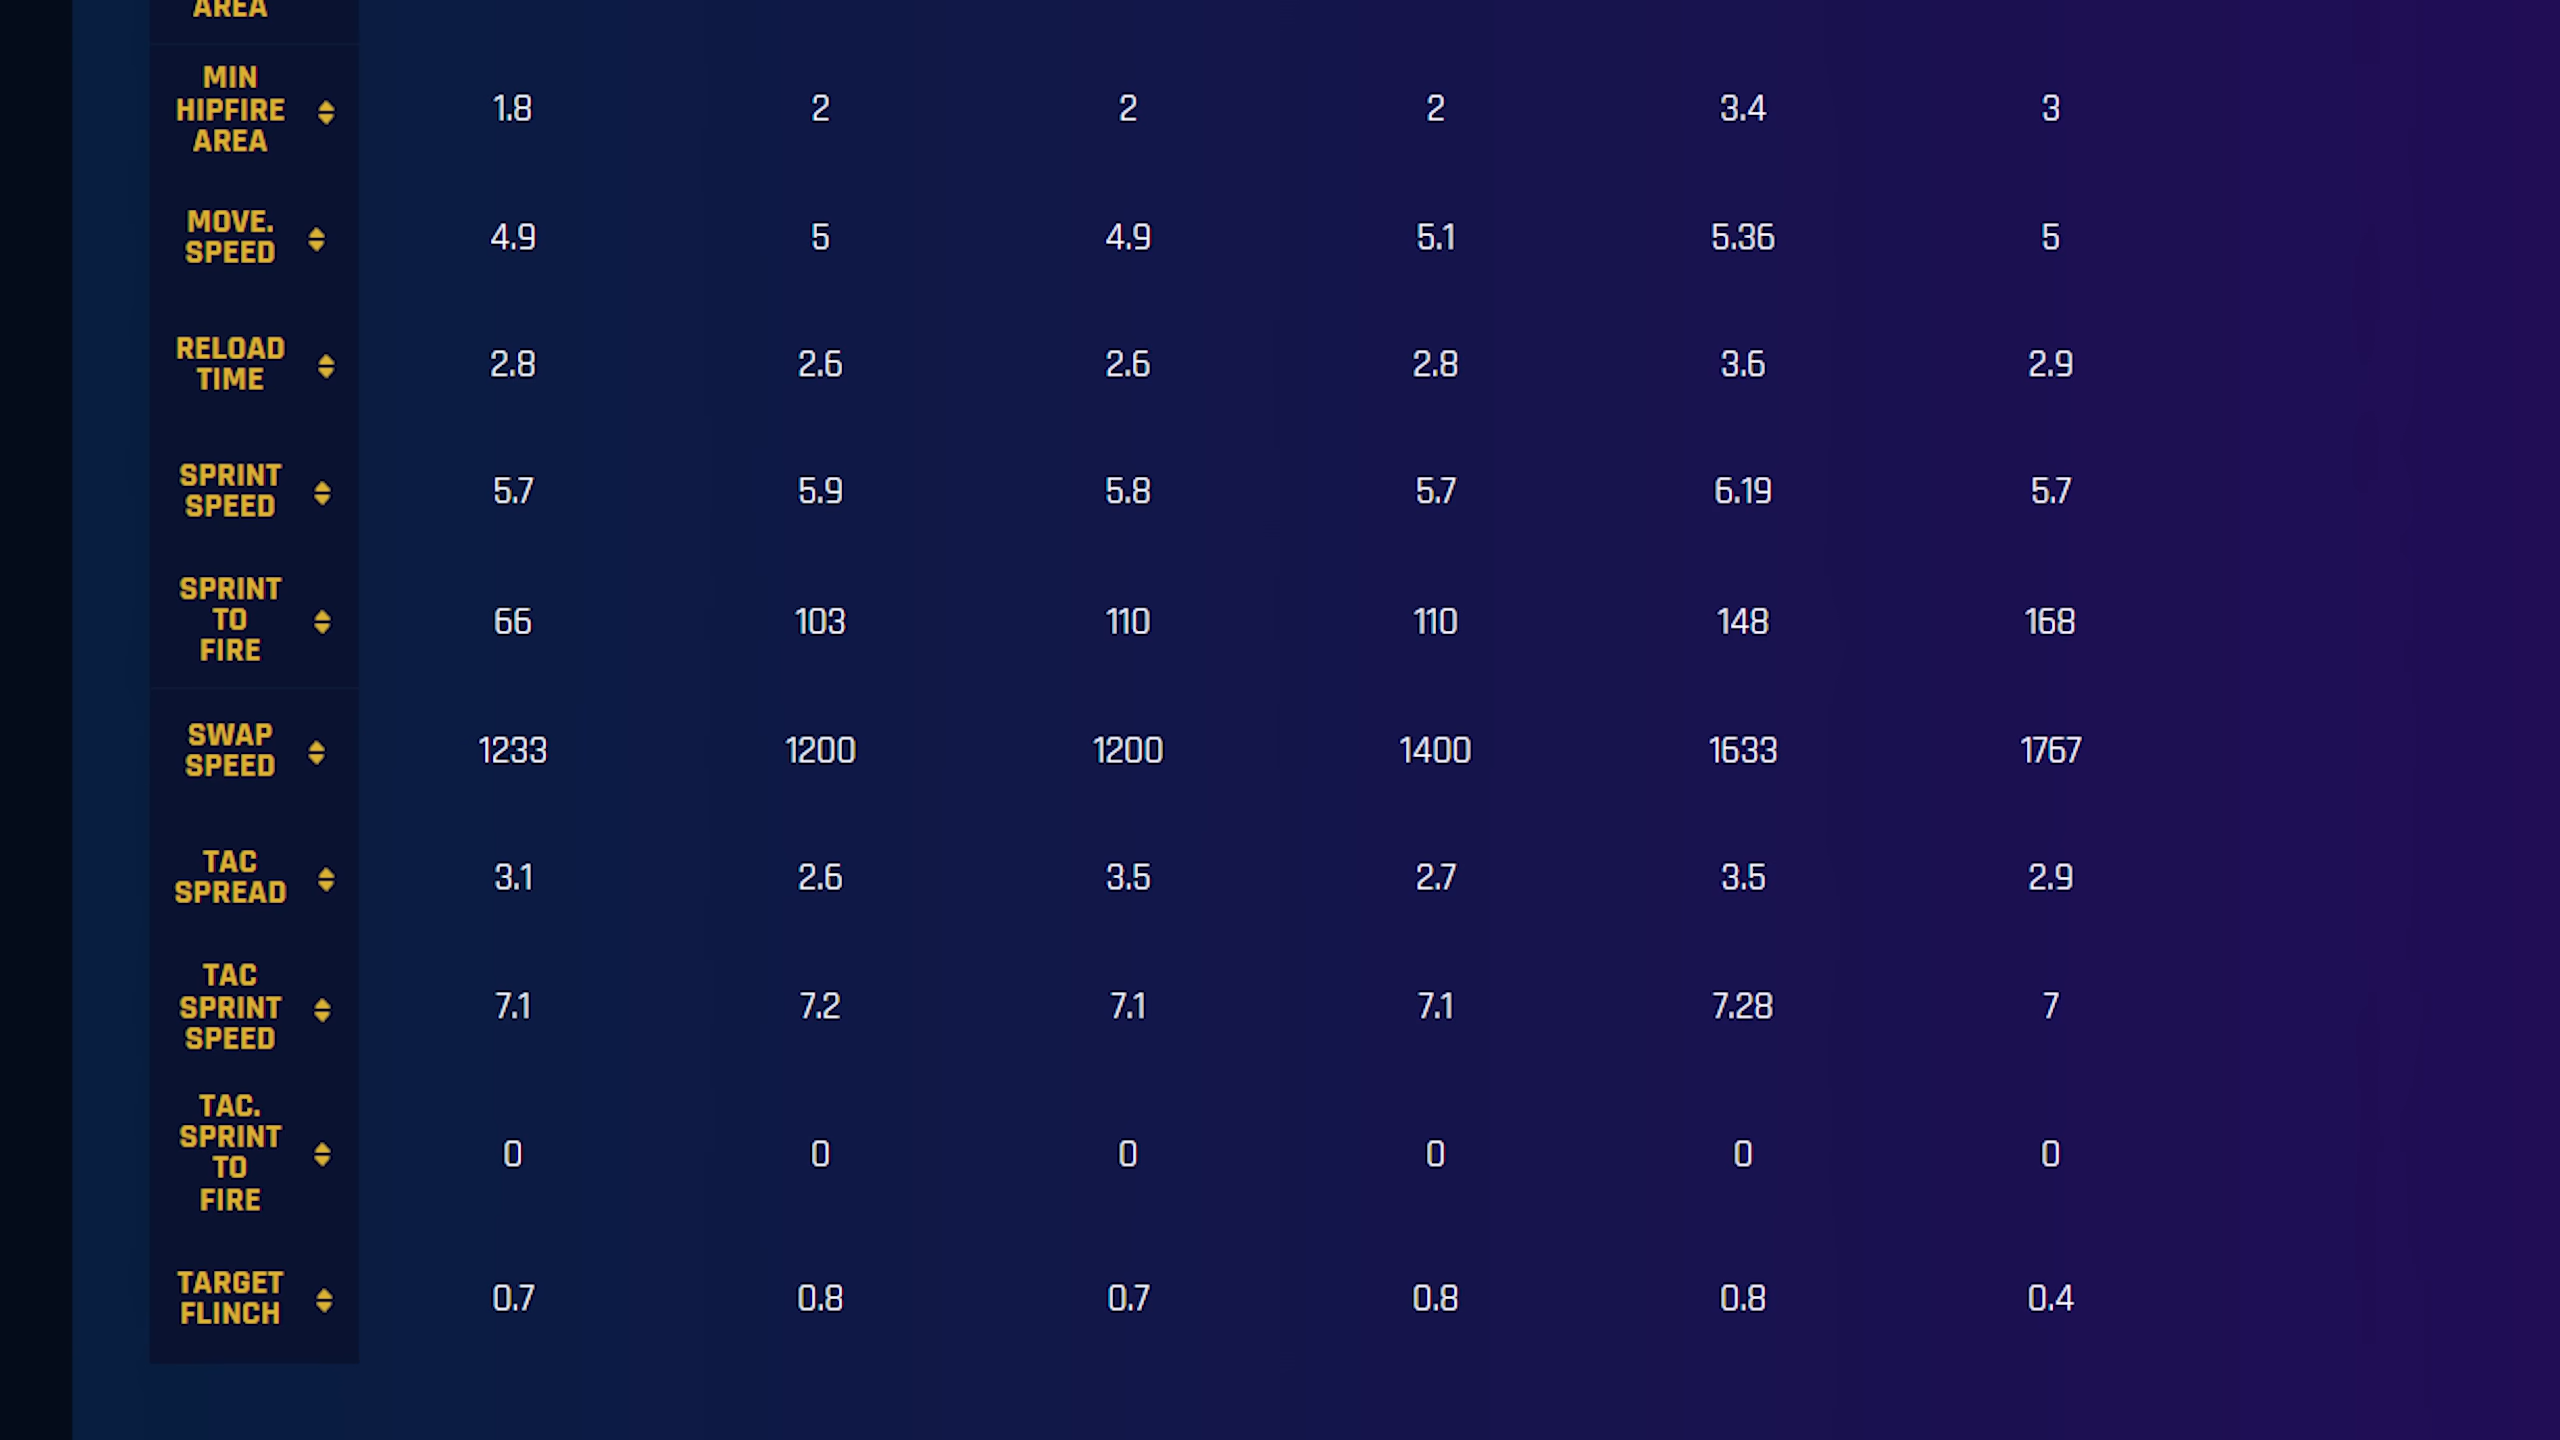 AREA
MIN
HIPFIRE
AREA
1.8 2 2 2 3.4 3
MOVE.
SPEED
4.9 5 4.9 5.1 5.36 5
RELOAD
TIME
2.8 2.6 2.6 2.8 3.6 2.9
SPRINT
SPEED
5.7 5.9 5.8 5.7 6.19 5.7
SPRINT
TO
FIRE
66 103 110 110 148 168
SWAP
SPEED
1233 1200 1200 1400 1633 1767
TAC
SPREAD
3.1 2.6 3.5 2.7 3.5 2.9
TAC
SPRINT
SPEED
7.1 7.2 7.1 7.1 7.28 7
TAC.
SPRINT
TO
FIRE
0 0 0 0 0 0
TARGET
FLINCH
0.7 0.8 0.7 0.8 0.8 0.4